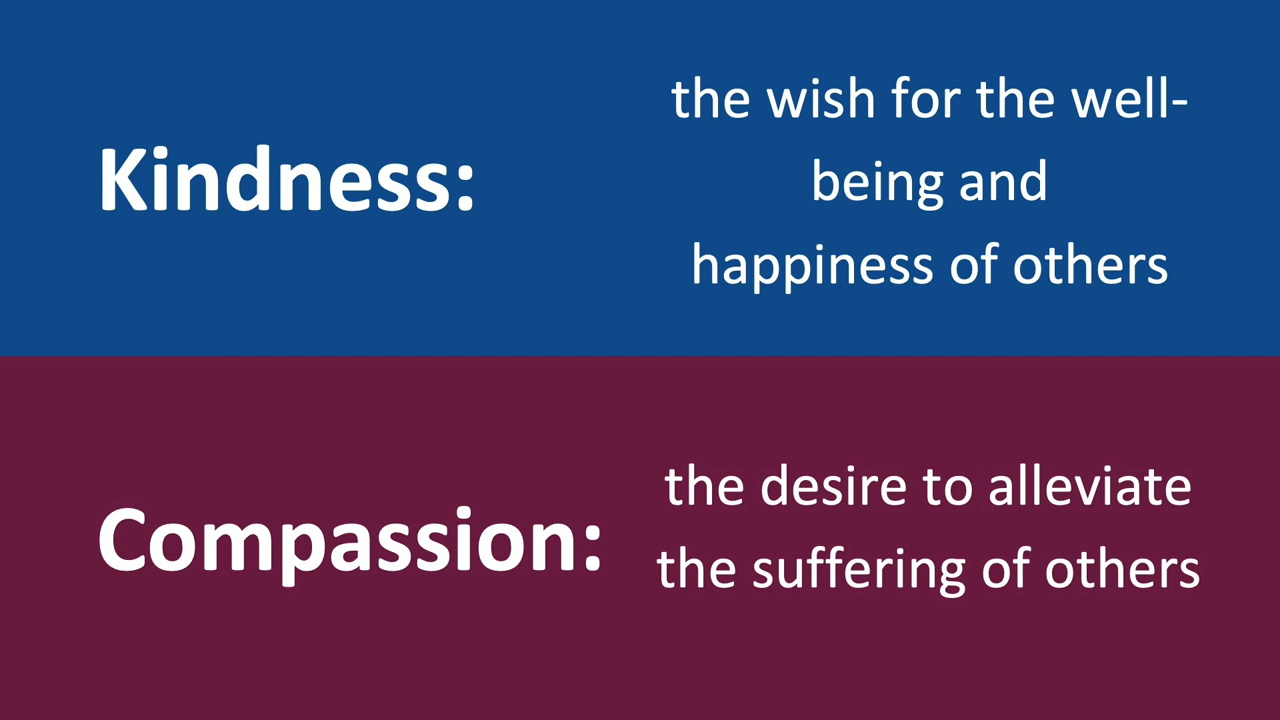 Kindness:
the wish for the well-
being and
happiness of others
Compassion:
the desire to alleviate
the suffering of others